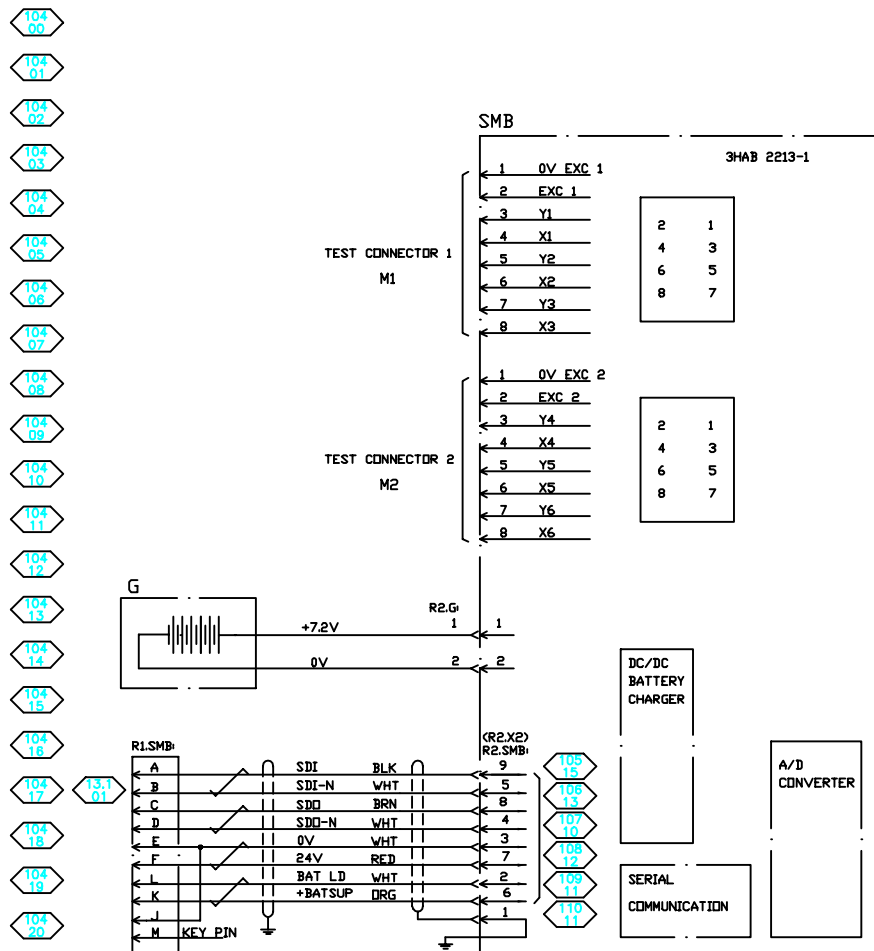 104
00
104
01
104
02
104
03
104
04
104
05
104
06
104
07
104
08
104
09
104
10
104
11
104
12
104
13
104
14
104
15
104
16
104
17
13.1
01
104
18
104
19
104
20
SMB
3HAB 2213-1
1 0V EXC 1
2 EXC 1
3 Y1
4 X1
5 Y2
6 X2
7 Y3
8 X3
TEST CONNECTOR 1
M1
2 1
4 3
6 5
8 7
1 0V EXC 2
2 EXC 2
3 Y4
4 X4
5 Y5
6 X5
7 Y6
8 X6
TEST CONNECTOR 2
M2
2 1
4 3
6 5
8 7
G
R2.G:
+7.2V 1 1
0V 2 2
DC/DC
BATTERY
CHARGER
R1.SMB:
(R2.X2)
R2.SMB:
A SDI BLK 9
B SDI-N WHT 5
C SDO BRN 8
D SDO-N WHT 4
E 0V WHT 3
F 24V RED 7
L BAT LD WHT 2
K +BATSUP ORG 6
J 1
M KEY PIN
105
15
106
13
107
10
108
12
109
11
110
11
A/D
CONVERTER
SERIAL
COMMUNICATION